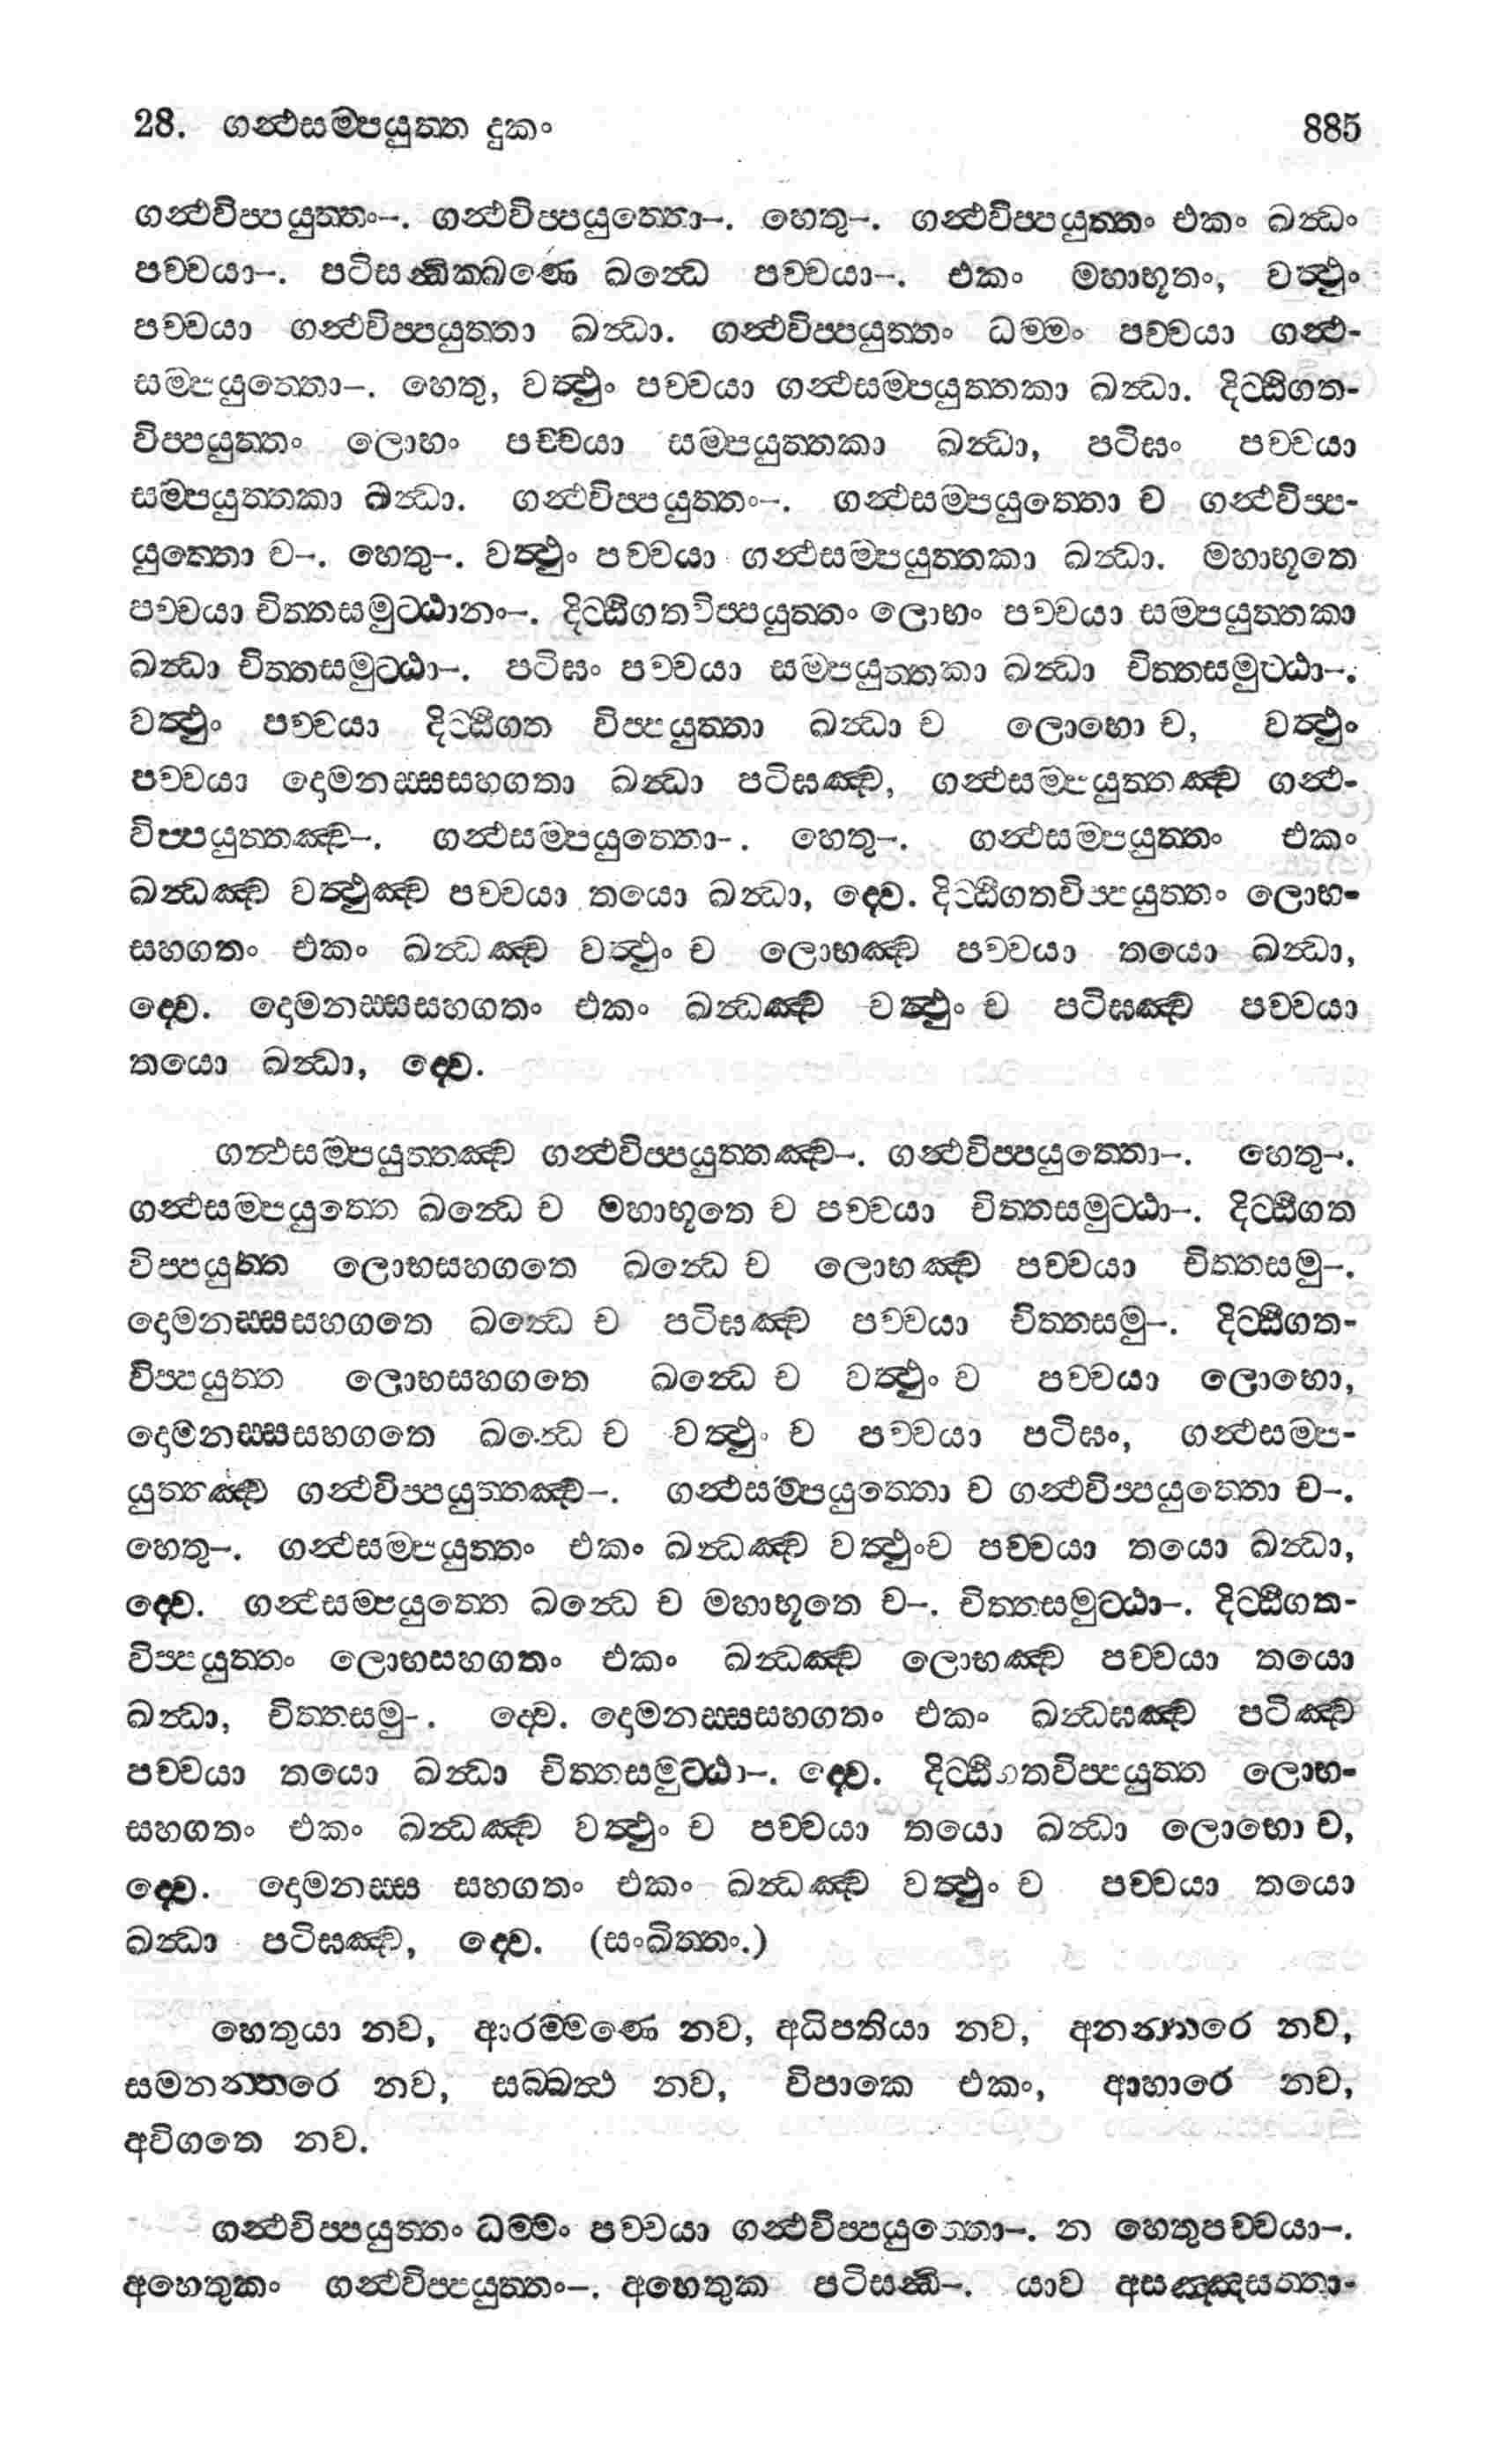 28. ගන්‍ථසම‍්පයුත‍්ත දුකං 885
ගන්‍ථවිප‍්පයුත‍්තං–. ගන්‍ථවිප‍්පයුත‍්තො–. හෙතු–. ගන්‍ථවිප‍්පයුත‍්තං එකං ඛන්‍ධං
පච‍්චයා–. පටිසන්‍ධික‍්ඛණෙ ඛන්‍ධෙ පච‍්චයා–. එකං මහාභූතං, වත්‍ථුං
පච‍්චයා ගන්‍ථවිප‍්පයුත‍්තා ඛන්‍ධා. ගන්‍ථවිප‍්පයුත‍්තං ධම‍්මං පච‍්චයා ගන්‍ථ-
සම‍්පයුත‍්තො–. හෙතු, වත්‍ථුං පච‍්චයා ගන්‍ථසම‍්පයුත‍්තකා ඛන්‍ධා. දිට‍්ඨිගත-
විප‍්පයුත‍්තං ලොභං පච‍්චයා සම‍්පයුත‍්තකා ඛන්‍ධා, පටිඝං පච‍්චයා
සම‍්පයුත‍්තකා ඛන්‍ධා. ගන්‍ථවිප‍්පයුත‍්තං–. ගන්‍ථසම‍්පයුත‍්තො ච ගන්‍ථවිප‍්ප-
යුත‍්තො ච–. හෙතු–. වත්‍ථුං පච‍්චයා ගන්‍ථසම‍්පයුත‍්තකා ඛන්‍ධා. මහාභූතෙ
පච‍්චයා චිත‍්තසමුට‍්ඨානං–. දිට‍්ඨිගතවිප‍්පයුත‍්තං ලොභං පච‍්චයා සම‍්පයුත‍්තකා
ඛන්‍ධා චිත‍්තසමුට‍්ඨා–. පටිඝං පච‍්චයා සම‍්පයුත‍්තකා ඛන්‍ධා චිත‍්තසමුට‍්ඨා–.
වත්‍ථුං පච‍්චයා දිට‍්ඨිගත විප‍්පයුත‍්තා ඛන්‍ධා ච ලොභො ච, වත්‍ථුං
පච‍්චයා දොමනස‍්සසහගතා ඛන්‍ධා පටිඝඤ‍්ච, ගන්‍ථසම‍්පයුත‍්තඤ‍්ච ගන්‍ථ-
විප‍්පයුත‍්තඤ‍්ච–. ගන්‍ථසම‍්පයුත‍්තො–. හෙතු–. ගන්‍ථසම‍්පයුත‍්තං එකං
ඛන්‍ධඤ‍්ච වත්‍ථුඤ‍්ච පච‍්චයා තයො ඛන්‍ධා, ද‍්වෙ. දිට‍්ඨිගතවිප‍්පයුත‍්තං ලොභ-
සහගතං එකං ඛන්‍ධඤ‍්ච වත්‍ථුං ච ලොභඤ‍්ච පච‍්චයා තයො ඛන්‍ධා,
ද‍්වෙ. දොමනස‍්සසහගතං එකං ඛන්‍ධඤ‍්ච වත්‍ථුං ච පටිඝඤ‍්ච පච‍්චයා
තයො ඛන්‍ධා, ද‍්වෙ.
ගන්‍ථසම‍්පයුත‍්තඤ‍්ච ගන්‍ථවිප‍්පයුත‍්තඤ‍්ච–. ගන්‍ථවිප‍්පයුත‍්තො–. හෙතු–.
ගන්‍ථසම‍්පයුත‍්තෙ ඛන්‍ධෙ ච මහාභූතෙ ච පච‍්චයා චිත‍්තසමුට‍්ඨා–. දිට‍්ඨිගත
විප‍්පයුත‍්ත ලොභසහගතෙ ඛන්‍ධෙ ච ලොභඤ‍්ච පච‍්චයා චිත‍්තසමු–.
දොමනස‍්සසහගතෙ ඛන්‍ධෙ ච පටිඝඤ‍්ච පච‍්චයා චිත‍්තසමු–. දිට‍්ඨිගත-
විප‍්පයුත‍්ත ලොභසහගතෙ ඛන්‍ධෙ ච වත්‍ථුං ච පච‍්චයා ලොභො,
දොමනස‍්සසහගතෙ ඛන්‍ධෙ ච වත්‍ථුං ච පච‍්චයා පටිඝං, ගන්‍ථසම‍්ප-
යුත‍්තඤ‍්ච ගන්‍ථවිප‍්පයුත‍්තඤ‍්ච–. ගන්‍ථසම‍්පයුත‍්තො ච ගන්‍ථවිප‍්පයුත‍්තො ච–.
හෙතු–. ගන්‍ථසම‍්පයුත‍්තං එකං ඛන්‍ධඤ‍්ච වත්‍ථුංච පච‍්චයා තයො ඛන්‍ධා,
ද‍්වෙ. ගන්‍ථසම‍්පයුත‍්තෙ ඛන්‍ධෙ ච මහාභූතෙ ච–. චිත‍්තසමුට‍්ඨා–. දිට‍්ඨිගත-
විප‍්පයුත‍්තං ලොභසහගතං එකං ඛන්‍ධඤ‍්ච ලොභඤ‍්ච පච‍්චයා තයො
ඛන්‍ධා, චිත‍්තසමු–. ද‍්වෙ. දොමනස‍්සසහගතං එකං ඛන්‍ධඝඤ‍්ච පටිඤ‍්ච
පච‍්චයා තයො ඛන්‍ධා චිත‍්තසමුට‍්ඨා–. ද‍්වෙ. දිට‍්ඨිගතවිප‍්පයුත‍්ත ලොභ-
සහගතං එකං ඛන්‍ධඤ‍්ච වත්‍ථුං ච පච‍්චයා තයො ඛන්‍ධා ලොභො ච,
ද‍්වෙ. දොමනස‍්ස සහගතං එකං ඛන්‍ධඤ‍්ච වත්‍ථුං ච පච‍්චයා තයො
ඛන්‍ධා පටිඝඤ‍්ච, ද‍්වෙ. (සංඛිත‍්තං.)
හෙතුයා නව, ආරම‍්මණෙ නව, අධිපතියා නව, අනන‍්තරෙ නව,
සමනන‍්තරෙ නව, සබ‍්බත්‍ථ නව, විපාකෙ එකං, ආහාරෙ නව,
අවිගතෙ නව.
ගන්‍ථවිප‍්පයුත‍්තං ධම‍්මං පච‍්චයා ගන්‍ථවිප‍්පයුත‍්තො–. න හෙතුපච‍්චයා–.
අහෙතුකං ගන්‍ථවිප‍්පයුත‍්තං–. අහෙතුක පටිසන්‍ධි–. යාව අසඤ‍්ඤසත‍්තා-